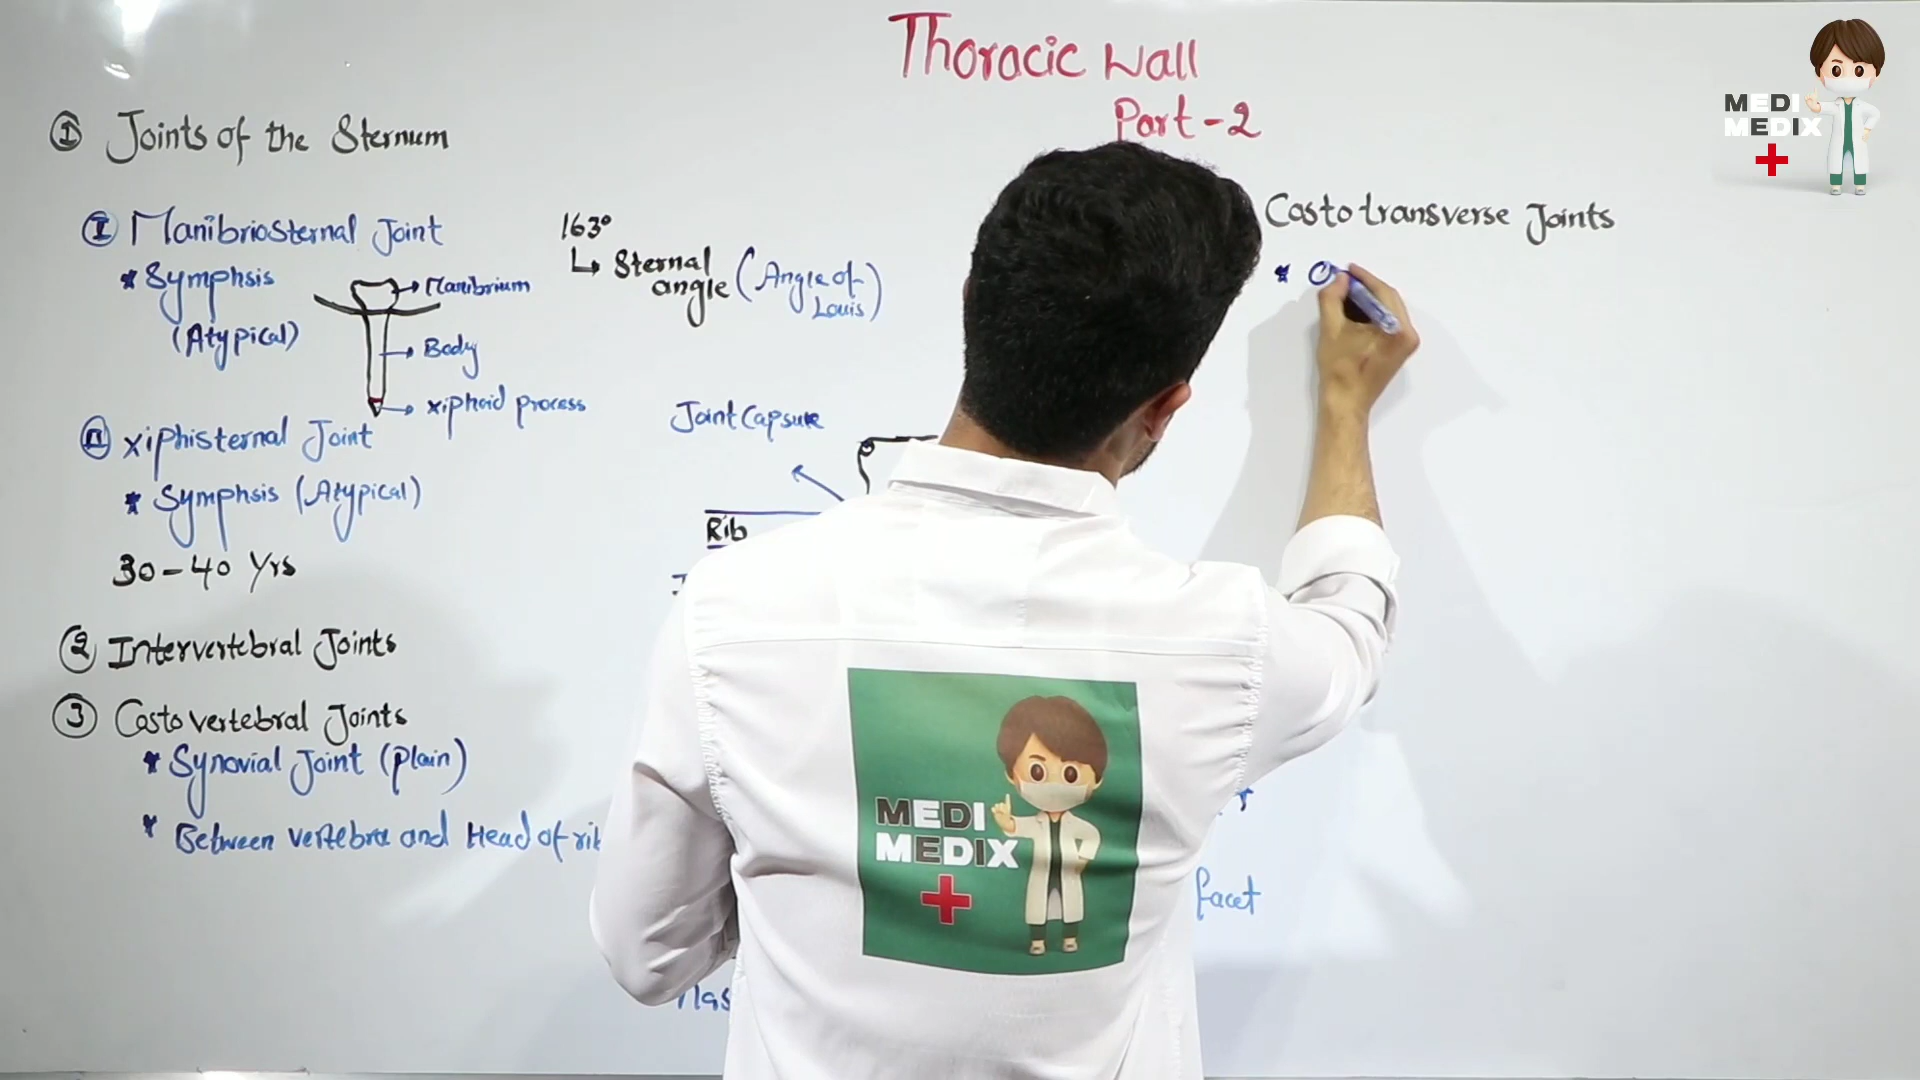 Thoracic Wall
Part-2
MEDI
MEDIX
① Joints of the Sternum
Ⓘ Manibriosternal Joint
* Symphsis
(Atypical)
Manibrium
Body
xiphoid process
163°
↳ Sternal angle (Angle of Louis)
Ⓘ xiphisternal Joint
* Symphsis (Atypical)
30-40 Yrs
② Intervertebral Joints
③ Costovertebral Joints
* Synovial Joint (Plain)
* Between vertebra and Head of rib
Joint Capsule
Rib
facet
Costotransverse Joints
*
MEDI
MEDIX